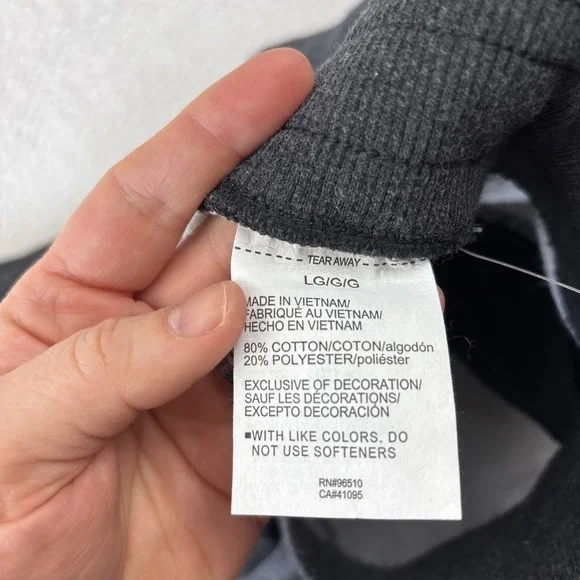 TEAR AWAY
LG/G/G
MADE IN VIETNAM/
FABRIQUÉ AU VIETNAM/
HECHO EN VIETNAM
80% COTTON/COTON/algodón
20% POLYESTER/poliéster
EXCLUSIVE OF DECORATION/
SAUF LES DÉCORATIONS/
EXCEPTO DECORACIÓN
■WITH LIKE COLORS, DO
NOT USE SOFTENERS
RN#96510
CA#41095